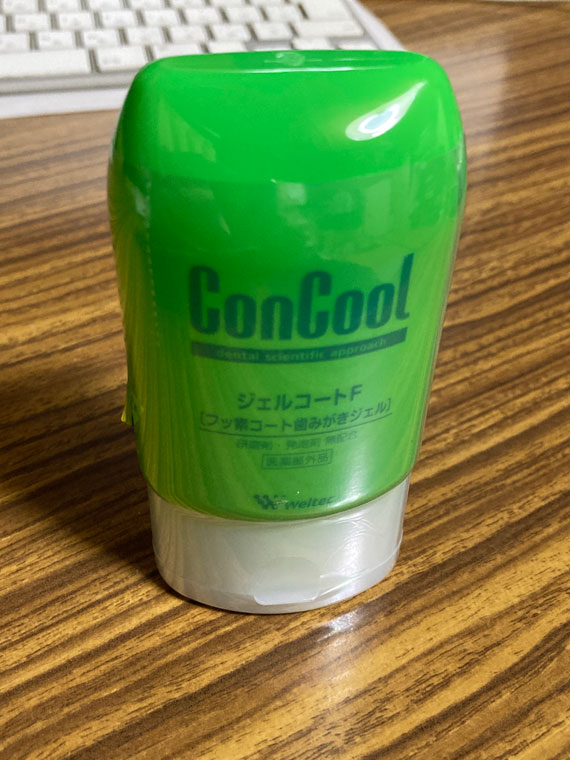 ConCool
dental scientific approach
ジェルコートF
[フッ素コート歯みがきジェル]
研磨剤・発泡剤 無配合
医薬部外品
weltec